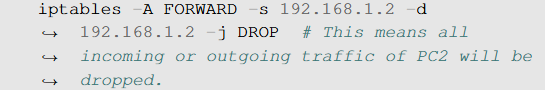 iptables -A FORWARD -s 192.168.1.2 -d
↪ 192.168.1.2 -j DROP # This means all
↪ incoming or outgoing traffic of PC2 will be
↪ dropped.